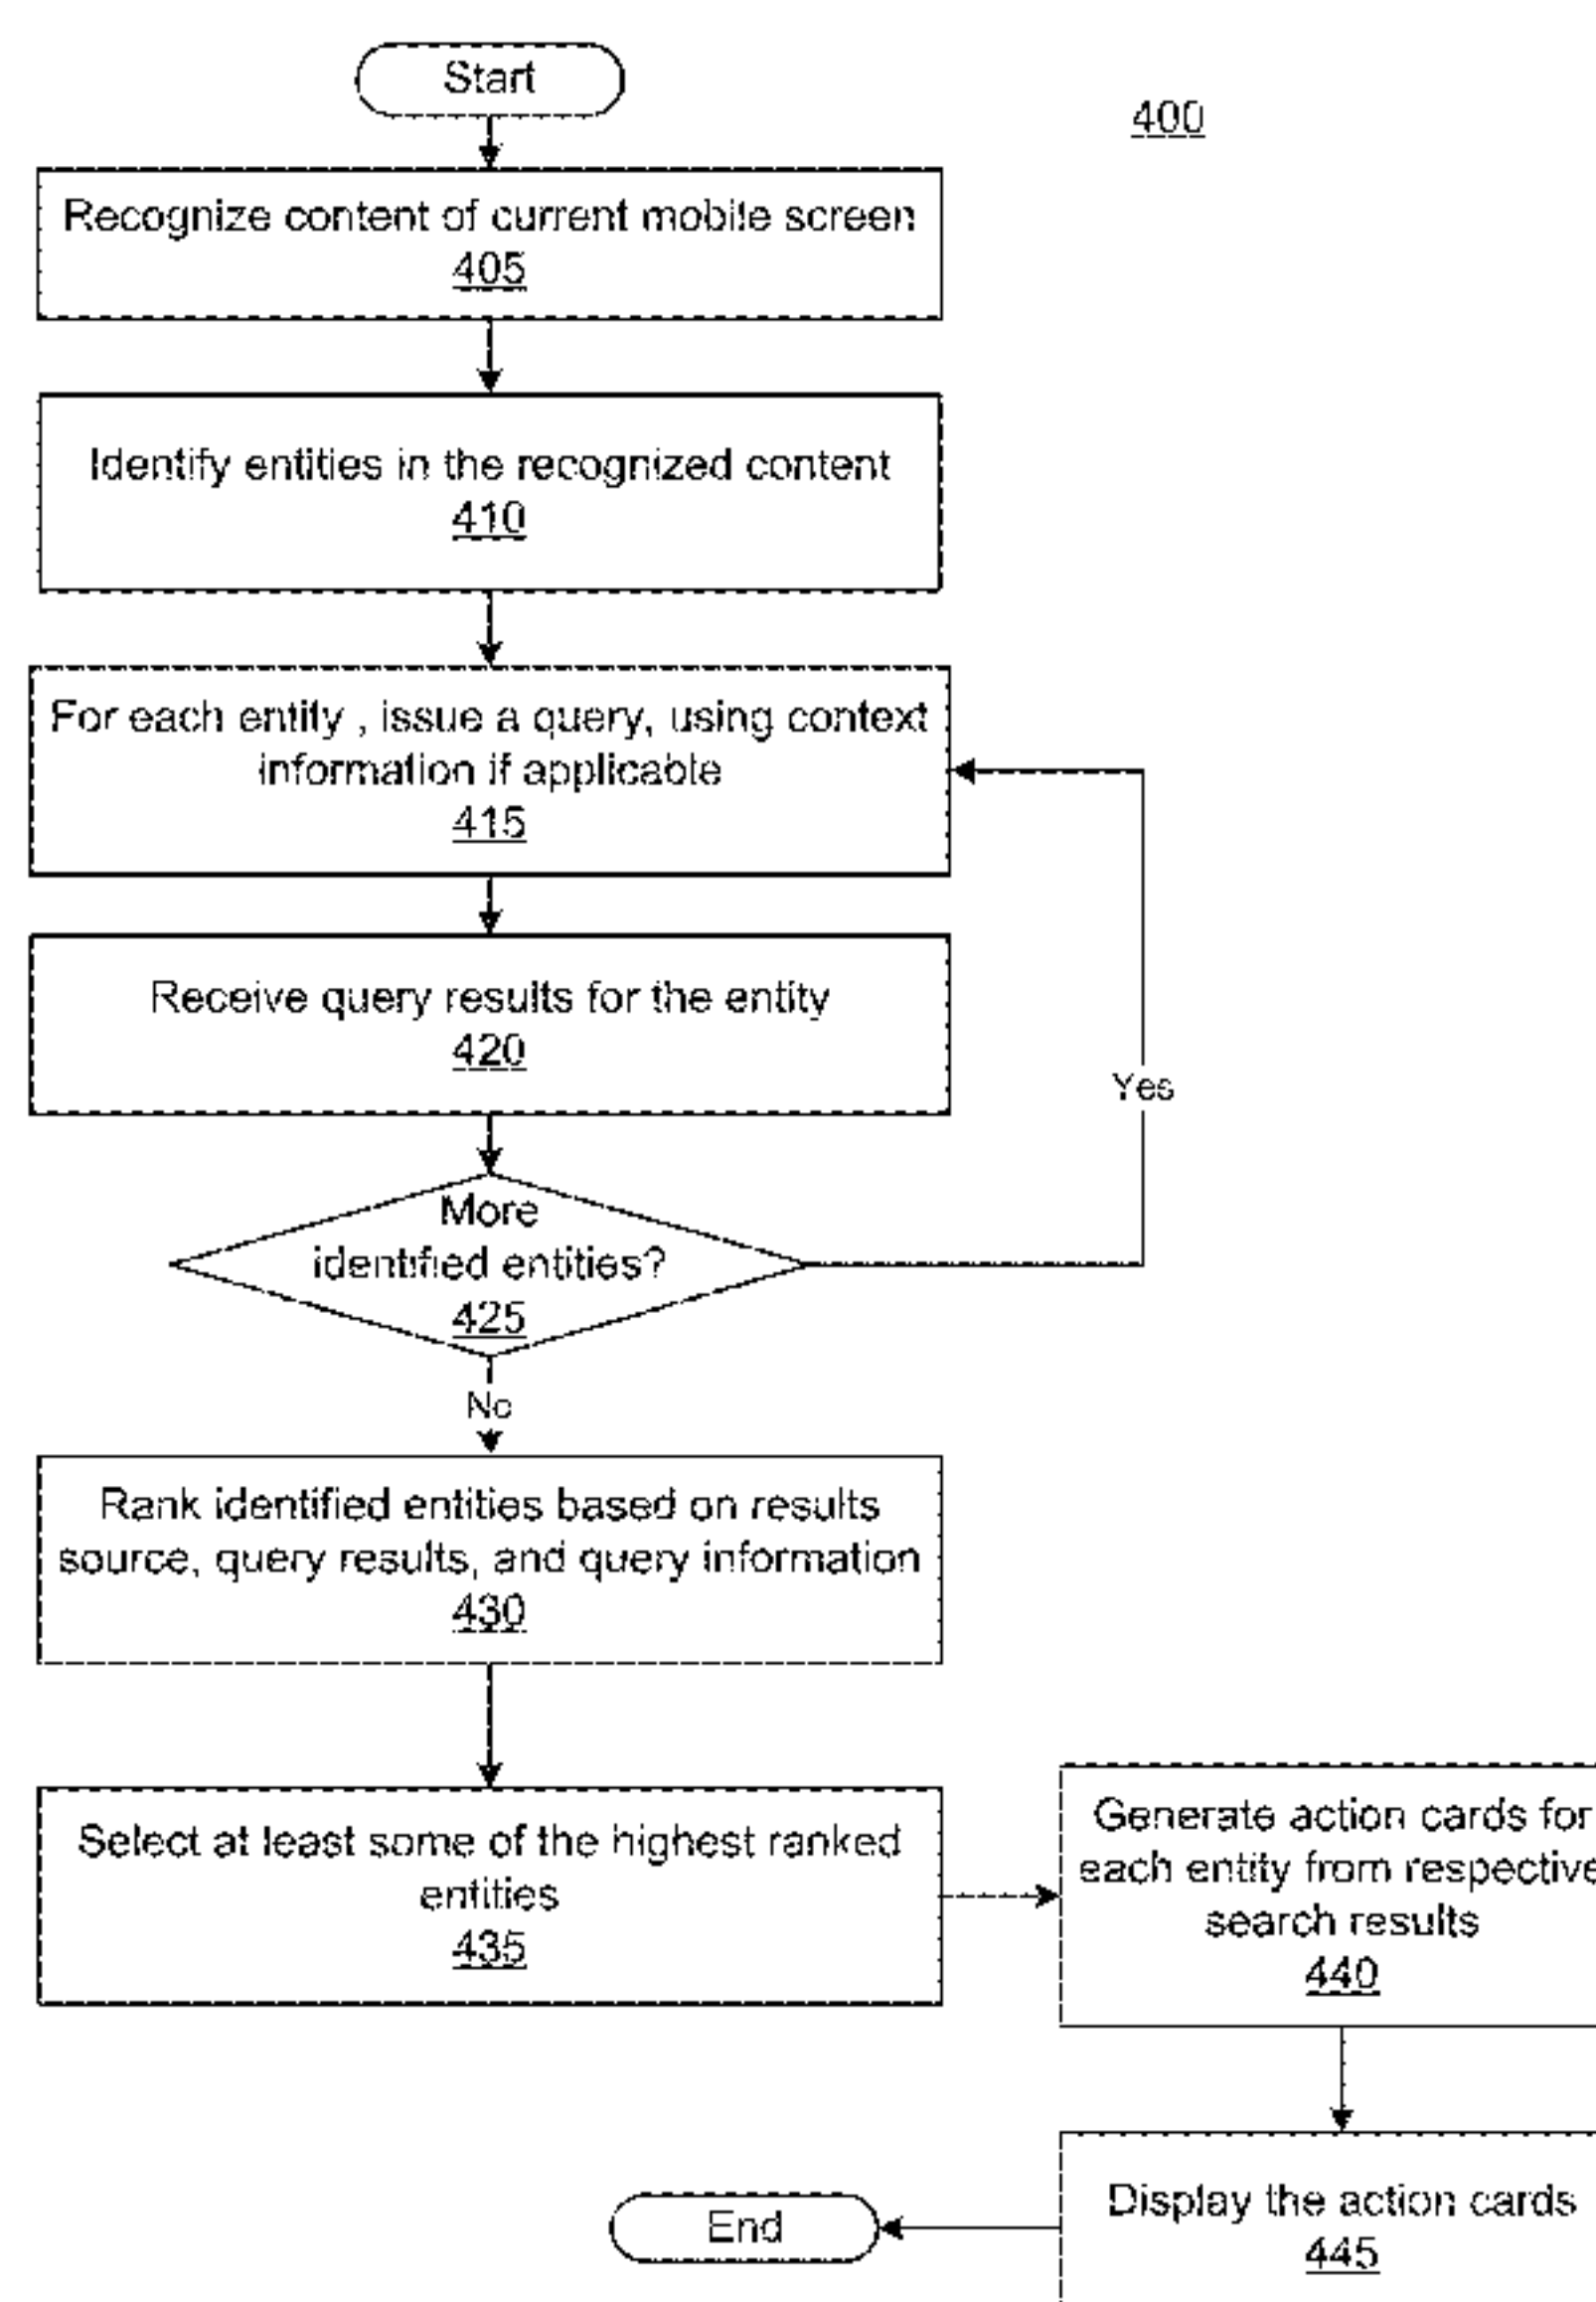 Start
400
Recognize content of current mobile screen
405
Identify entities in the recognized content
410
For each entity , issue a query, using context
information if applicable
415
Receive query results for the entity
420
Yes
More
identified entities?
425
No
Rank identified entities based on results
source, query results, and query information
430
Select at least some of the highest ranked
entities
435
Generate action cards for
each entity from respective
search results
440
Display the action cards
445
End